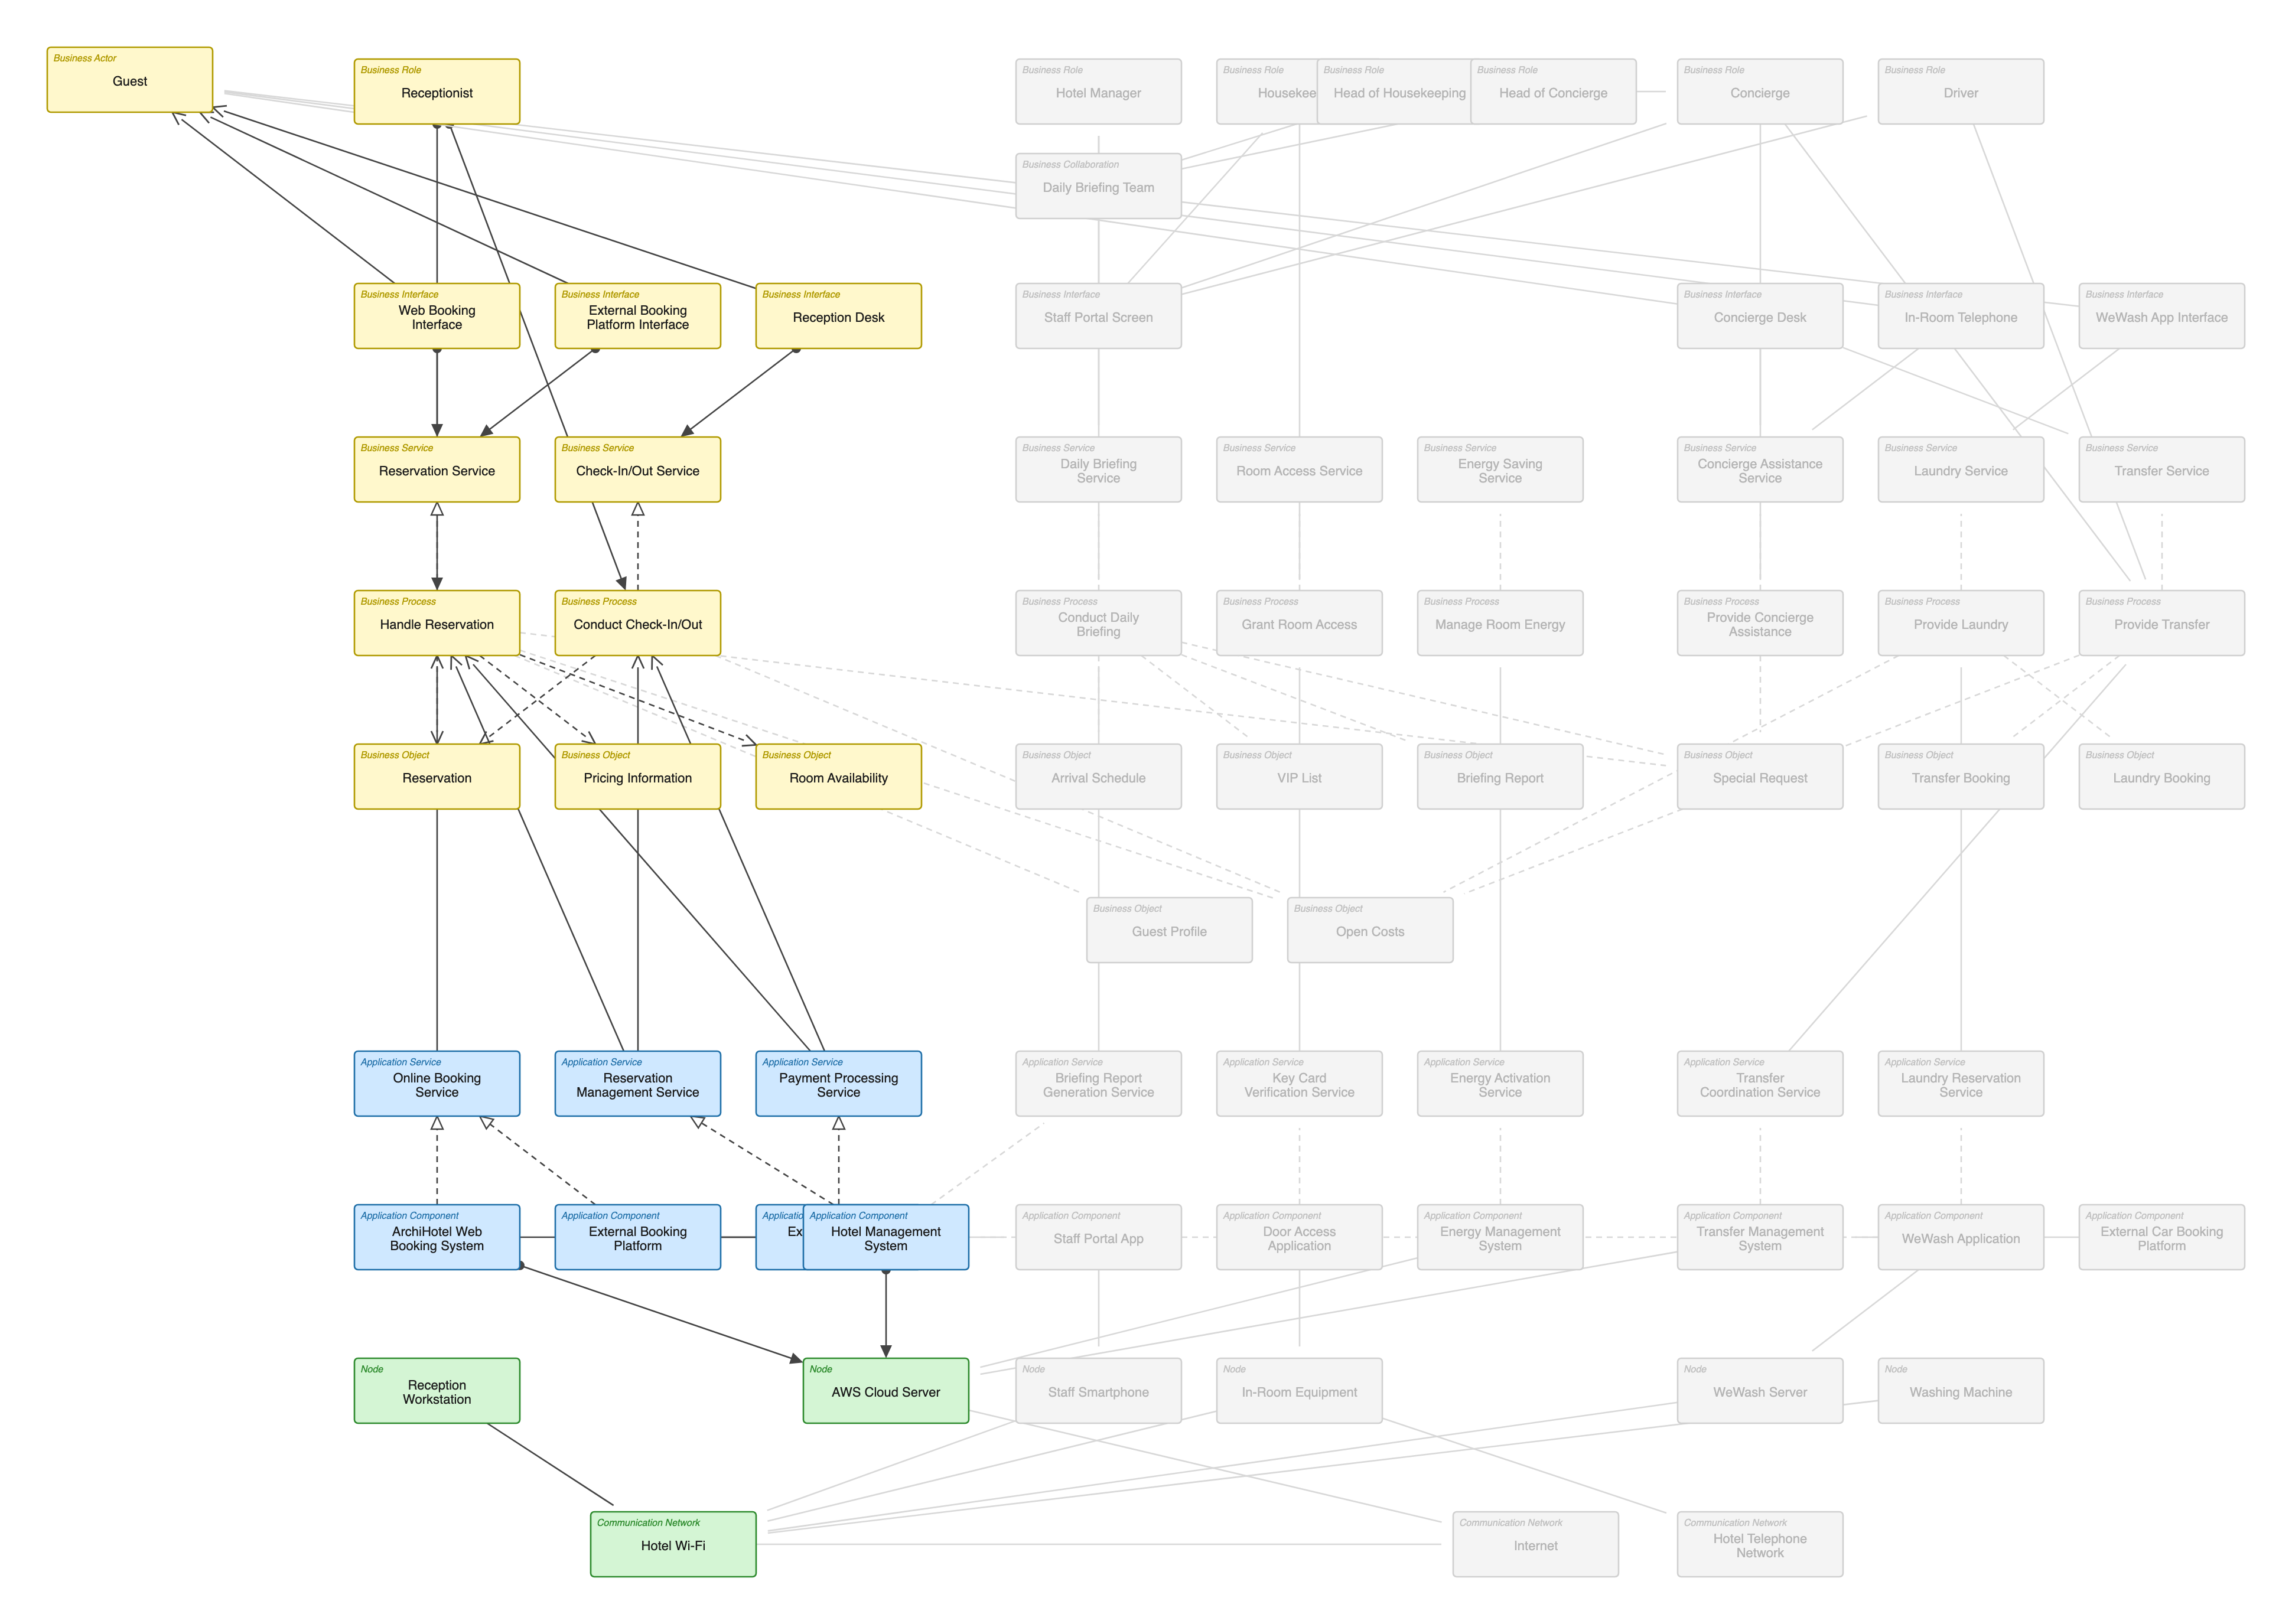 Business Actor
Guest
Business Role
Receptionist
Business Role
Hotel Manager
Business Role
Housekee
Business Role
Head of Housekeeping
Business Role
Head of Concierge
Business Role
Concierge
Business Role
Driver
Business Collaboration
Daily Briefing Team
Business Interface
Web Booking
Interface
Business Interface
External Booking
Platform Interface
Business Interface
Reception Desk
Business Interface
Staff Portal Screen
Business Interface
Concierge Desk
Business Interface
In-Room Telephone
Business Interface
WeWash App Interface
Business Service
Reservation Service
Business Service
Check-In/Out Service
Business Service
Daily Briefing
Service
Business Service
Room Access Service
Business Service
Energy Saving
Service
Business Service
Concierge Assistance
Service
Business Service
Laundry Service
Business Service
Transfer Service
Business Process
Handle Reservation
Business Process
Conduct Check-In/Out
Business Process
Conduct Daily
Briefing
Business Process
Grant Room Access
Business Process
Manage Room Energy
Business Process
Provide Concierge
Assistance
Business Process
Provide Laundry
Business Process
Provide Transfer
Business Object
Reservation
Business Object
Pricing Information
Business Object
Room Availability
Business Object
Arrival Schedule
Business Object
VIP List
Business Object
Briefing Report
Business Object
Special Request
Business Object
Transfer Booking
Business Object
Laundry Booking
Business Object
Guest Profile
Business Object
Open Costs
Application Service
Online Booking
Service
Application Service
Reservation
Management Service
Application Service
Payment Processing
Service
Application Service
Briefing Report
Generation Service
Application Service
Key Card
Verification Service
Application Service
Energy Activation
Service
Application Service
Transfer
Coordination Service
Application Service
Laundry Reservation
Service
Application Component
ArchiHotel Web
Booking System
Application Component
External Booking
Platform
Applicatio
Ex
Application Component
Hotel Management
System
Application Component
Staff Portal App
Application Component
Door Access
Application
Application Component
Energy Management
System
Application Component
Transfer Management
System
Application Component
WeWash Application
Application Component
External Car Booking
Platform
Node
Reception
Workstation
Node
AWS Cloud Server
Node
Staff Smartphone
Node
In-Room Equipment
Node
WeWash Server
Node
Washing Machine
Communication Network
Hotel Wi-Fi
Communication Network
Internet
Communication Network
Hotel Telephone
Network